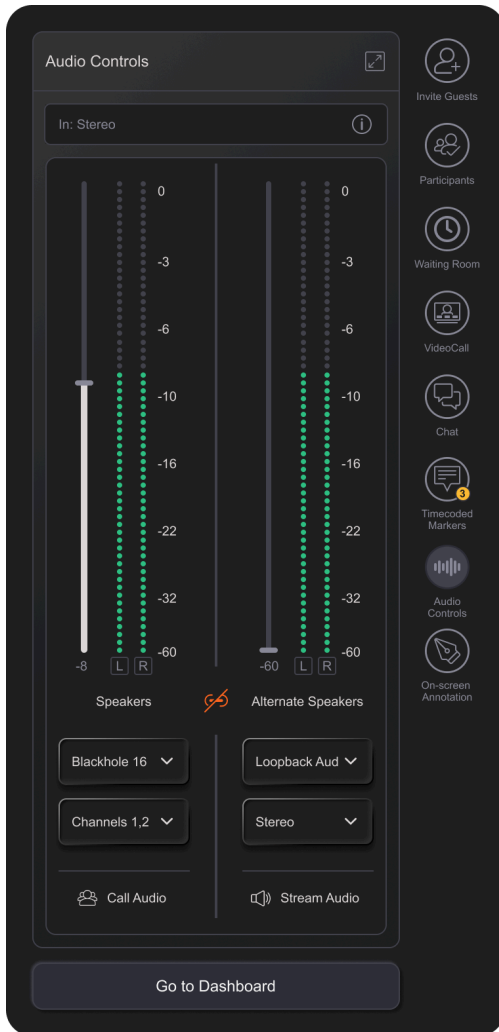 Audio Controls
In: Stereo
0
-3
-6
-10
-16
-22
-32
-60
-8
L R
Speakers
0
-3
-6
-10
-16
-22
-32
-60
-60
L R
Alternate Speakers
Blackhole 16
Channels 1,2
Call Audio
Loopback Aud
Stereo
Stream Audio
Go to Dashboard
Invite Guests
Participants
Waiting Room
VideoCall
Chat
3
Timecoded
Markers
Audio
Controls
On-screen
Annotation